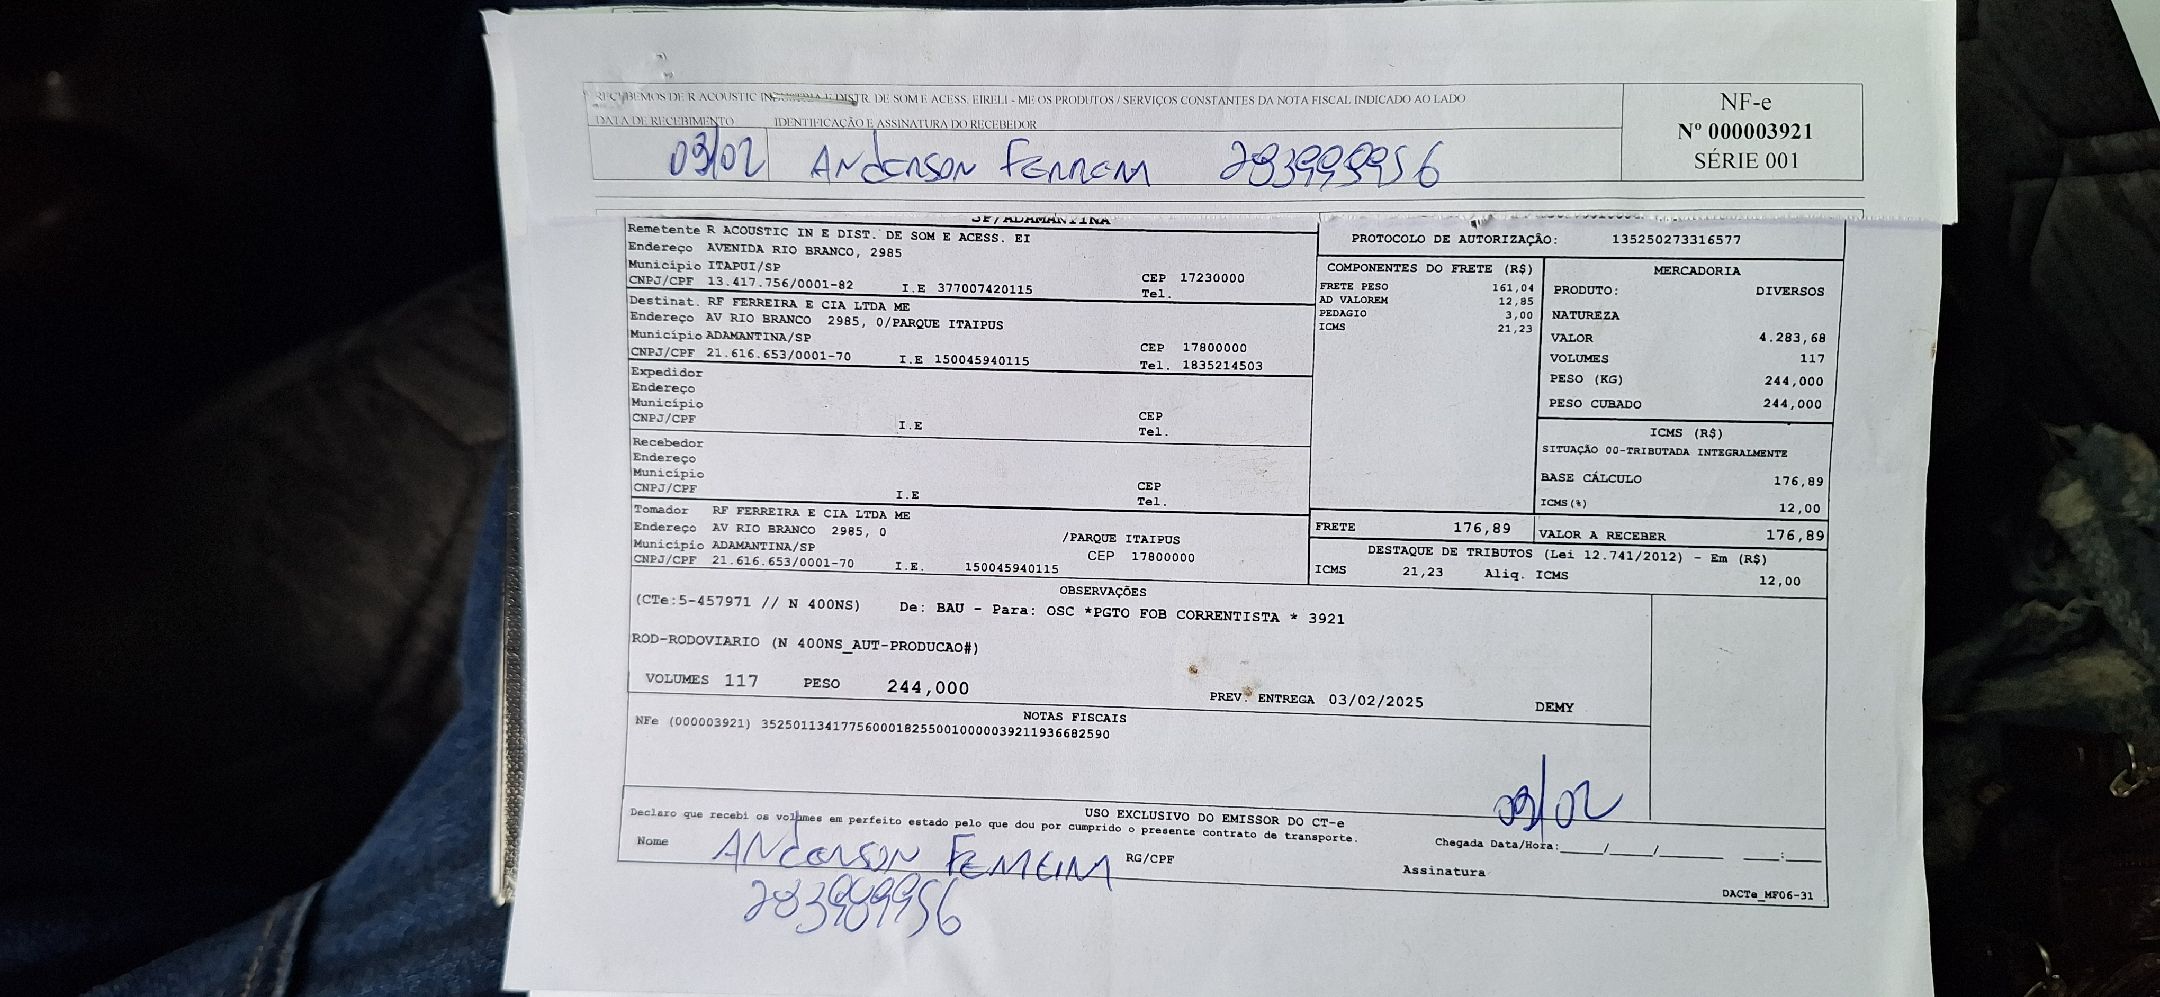 RECEBEMOS DE R ACOUSTIC INDUSTRIA E DISTR. DE SOM E ACESS. EIRELI - ME OS PRODUTOS / SERVIÇOS CONSTANTES DA NOTA FISCAL INDICADO AO LADO
DATA DE RECEBIMENTO IDENTIFICAÇÃO E ASSINATURA DO RECEBEDOR
NF-e
Nº 000003921
SÉRIE 001
03/02 Anderson Ferreira
SP/ADAMANTINA
Remetente R ACOUSTIC IN E DIST. DE SOM E ACESS. EI
Endereço AVENIDA RIO BRANCO, 2985
Município ITAPUI/SP
CNPJ/CPF 13.417.756/0001-82 I.E 377007420115 CEP 17230000
Tel.
Destinat. RF FERREIRA E CIA LTDA ME
Endereço AV RIO BRANCO 2985, 0/PARQUE ITAIPUS
Município ADAMANTINA/SP
CNPJ/CPF 21.616.653/0001-70 I.E 150045940115 CEP 17800000
Tel. 1835214503
Expedidor
Endereço
Município
CNPJ/CPF I.E CEP
Tel.
Recebedor
Endereço
Município
CNPJ/CPF I.E CEP
Tel.
Tomador RF FERREIRA E CIA LTDA ME
Endereço AV RIO BRANCO 2985, 0 /PARQUE ITAIPUS
Município ADAMANTINA/SP CEP 17800000
CNPJ/CPF 21.616.653/0001-70 I.E. 150045940115
PROTOCOLO DE AUTORIZAÇÃO: 135250273316577
COMPONENTES DO FRETE (R$)
FRETE PESO 161,04
AD VALOREM 12,85
PEDAGIO 3,00
ICMS 21,23
MERCADORIA
PRODUTO: DIVERSOS
NATUREZA
VALOR 4.283,68
VOLUMES 117
PESO (KG) 244,000
PESO CUBADO 244,000
ICMS (R$)
SITUAÇÃO 00-TRIBUTADA INTEGRALMENTE
BASE CÁLCULO 176,89
ICMS(%) 12,00
FRETE 176,89 VALOR A RECEBER 176,89
DESTAQUE DE TRIBUTOS (Lei 12.741/2012) - Em (R$)
ICMS 21,23 Aliq. ICMS 12,00
OBSERVAÇÕES
(CTe:5-457971 // N 400NS) De: BAU - Para: OSC *PGTO FOB CORRENTISTA * 3921
ROD-RODOVIARIO (N 400NS_AUT-PRODUCAO#)
VOLUMES 117 PESO 244,000 PREV. ENTREGA 03/02/2025 DEMY
NOTAS FISCAIS
NFe (000003921) 35250113417756000182550010000039211936682590
USO EXCLUSIVO DO EMISSOR DO CT-e
Declaro que recebi os volumes em perfeito estado pelo que dou por cumprido o presente contrato de transporte.
03/02
Nome Anderson Ferreira RG/CPF Chegada Data/Hora:____/____/______ ___:___
Assinatura
DACTe_MF06-31